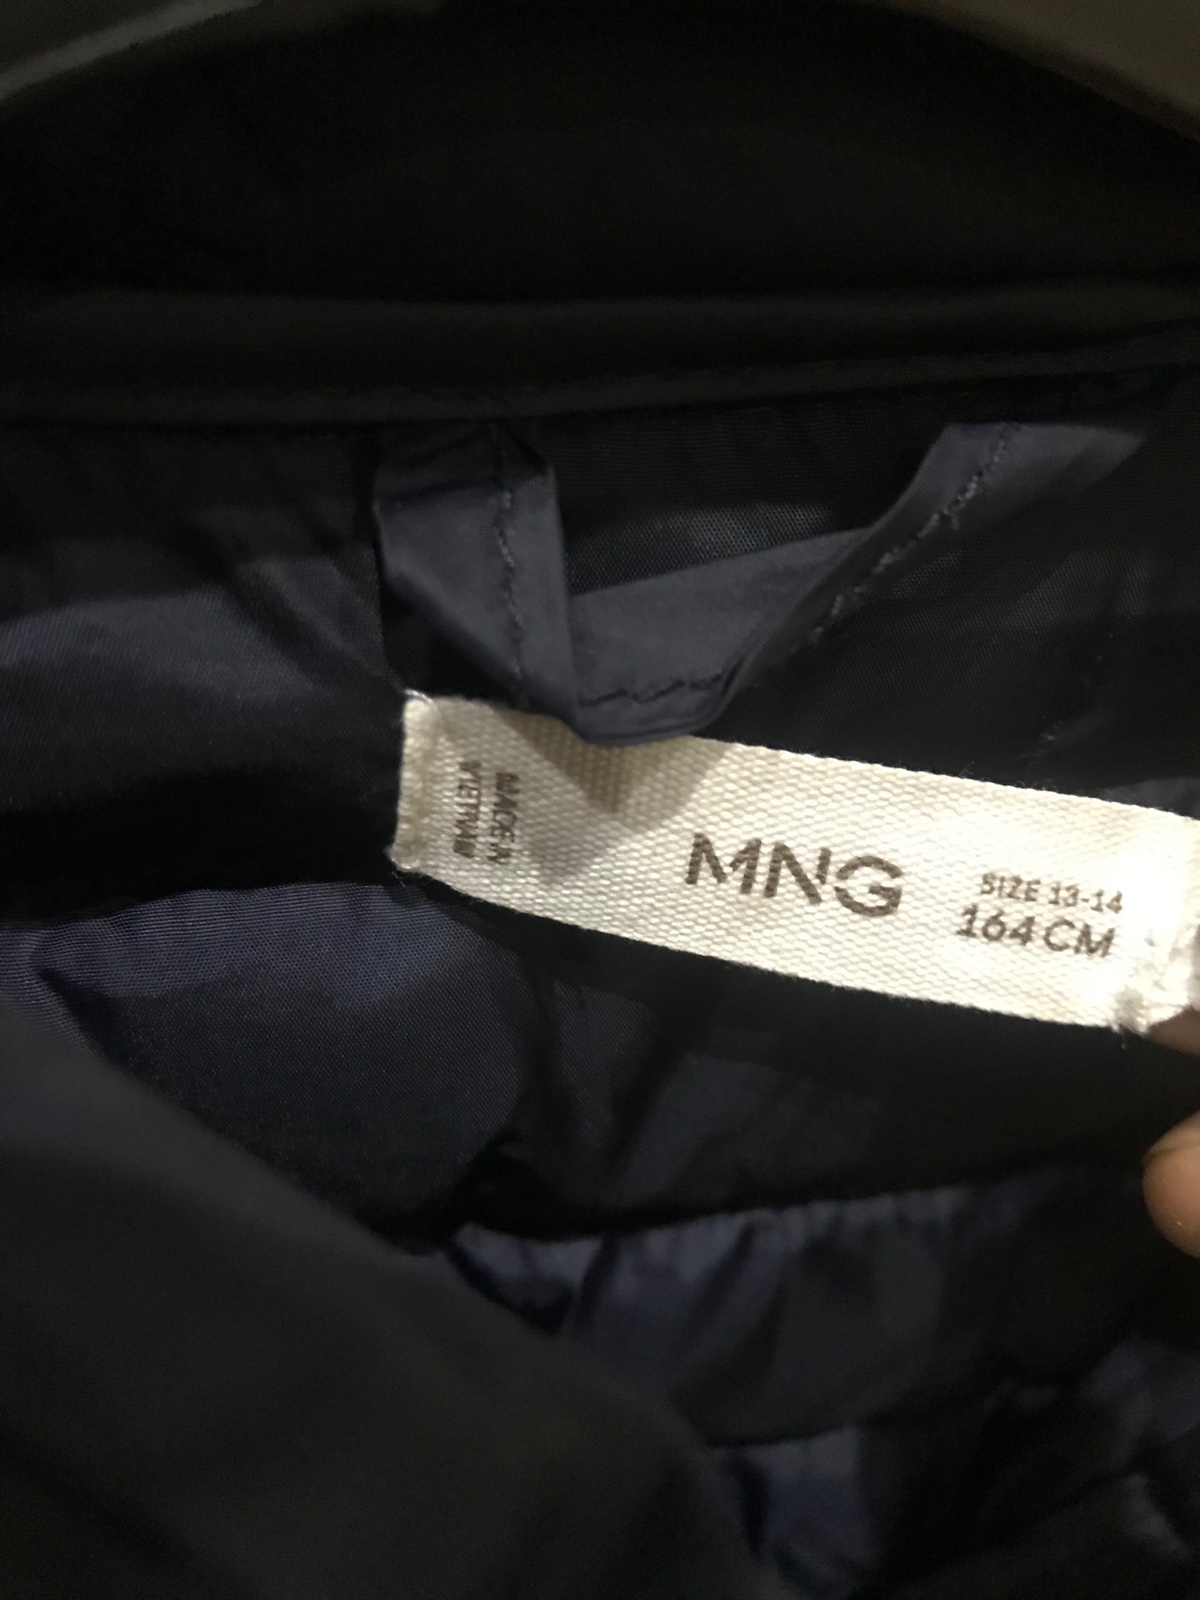 MADE IN
VIETNAM
MNG
SIZE 13-14
164 CM